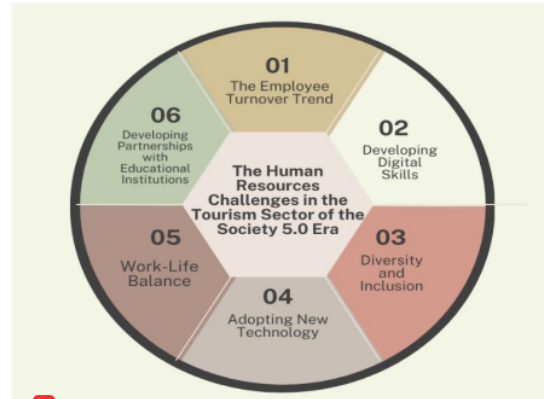 01
The Employee
Turnover Trend
02
Developing
Digital
Skills
03
Diversity
and
Inclusion
04
Adopting New
Technology
05
Work-Life
Balance
06
Developing
Partnerships
with
Educational
Institutions
The Human
Resources
Challenges in the
Tourism Sector of the
Society 5.0 Era